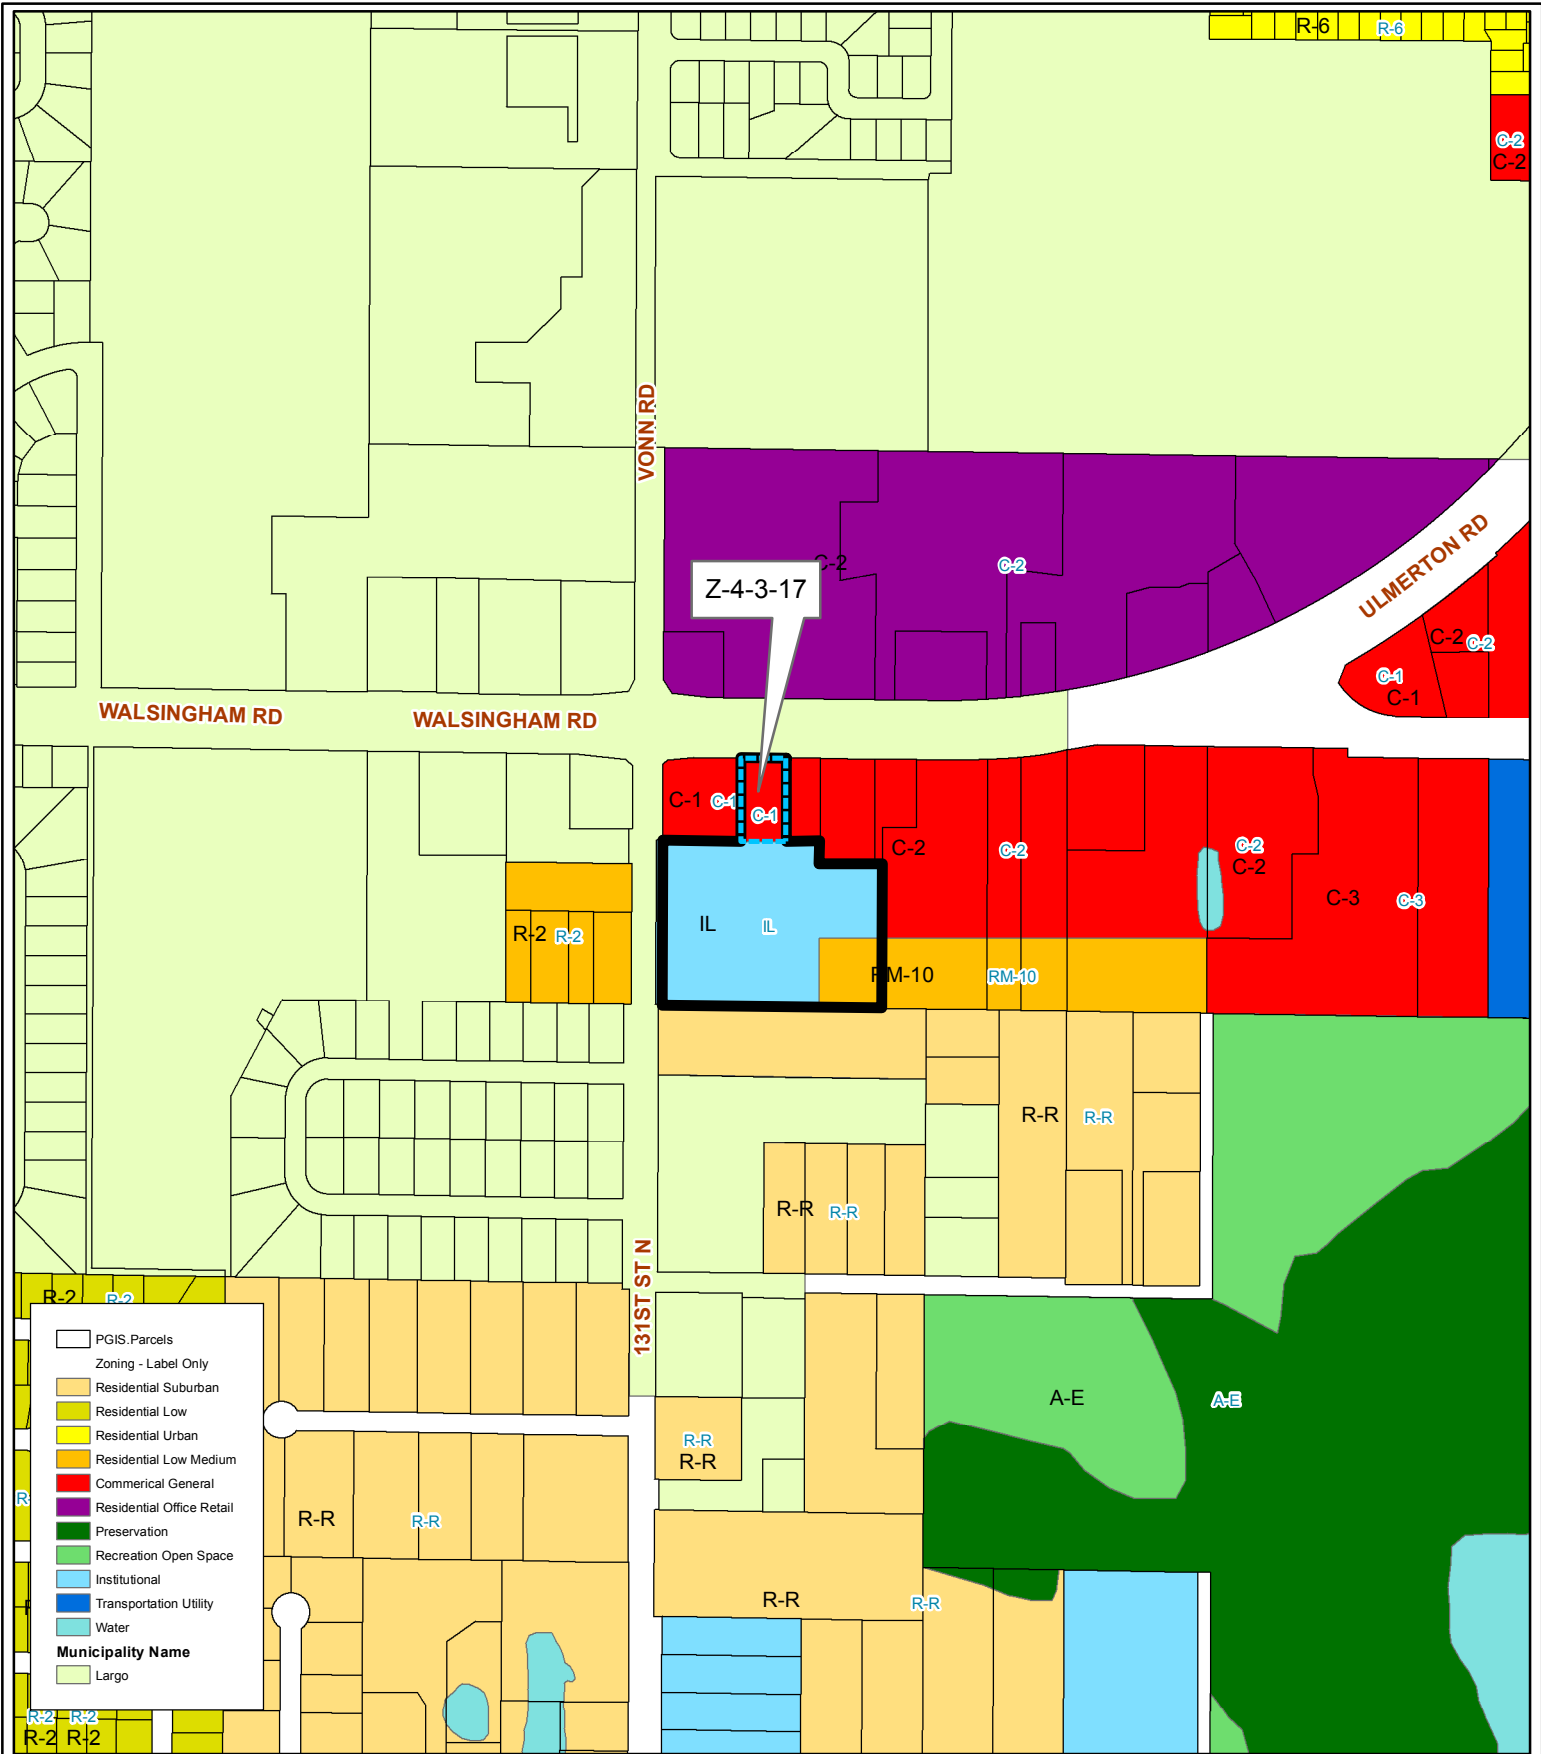 R-6
R-6
C-2
C-2
VONN RD
ULMERTON RD
C-2
C-2
Z-4-3-17
C-2
C-2
C-1
C-1
WALSINGHAM RD
WALSINGHAM RD
C-1
C-1
C-1
C-2
C-2
C-2
C-2
C-3
C-3
IL
IL
R-2
R-2
RM-10
RM-10
R-R
R-R
R-R
R-R
131ST ST N
R-2
R-2
A-E
A-E
R-R
R-R
R-R
R-R
R-R
R-R
PGIS.Parcels
Zoning - Label Only
Residential Suburban
Residential Low
Residential Urban
Residential Low Medium
Commerical General
Residential Office Retail
Preservation
Recreation Open Space
Institutional
Transportation Utility
Water
Municipality Name
Largo
R-2
R-2
R-2
R-2